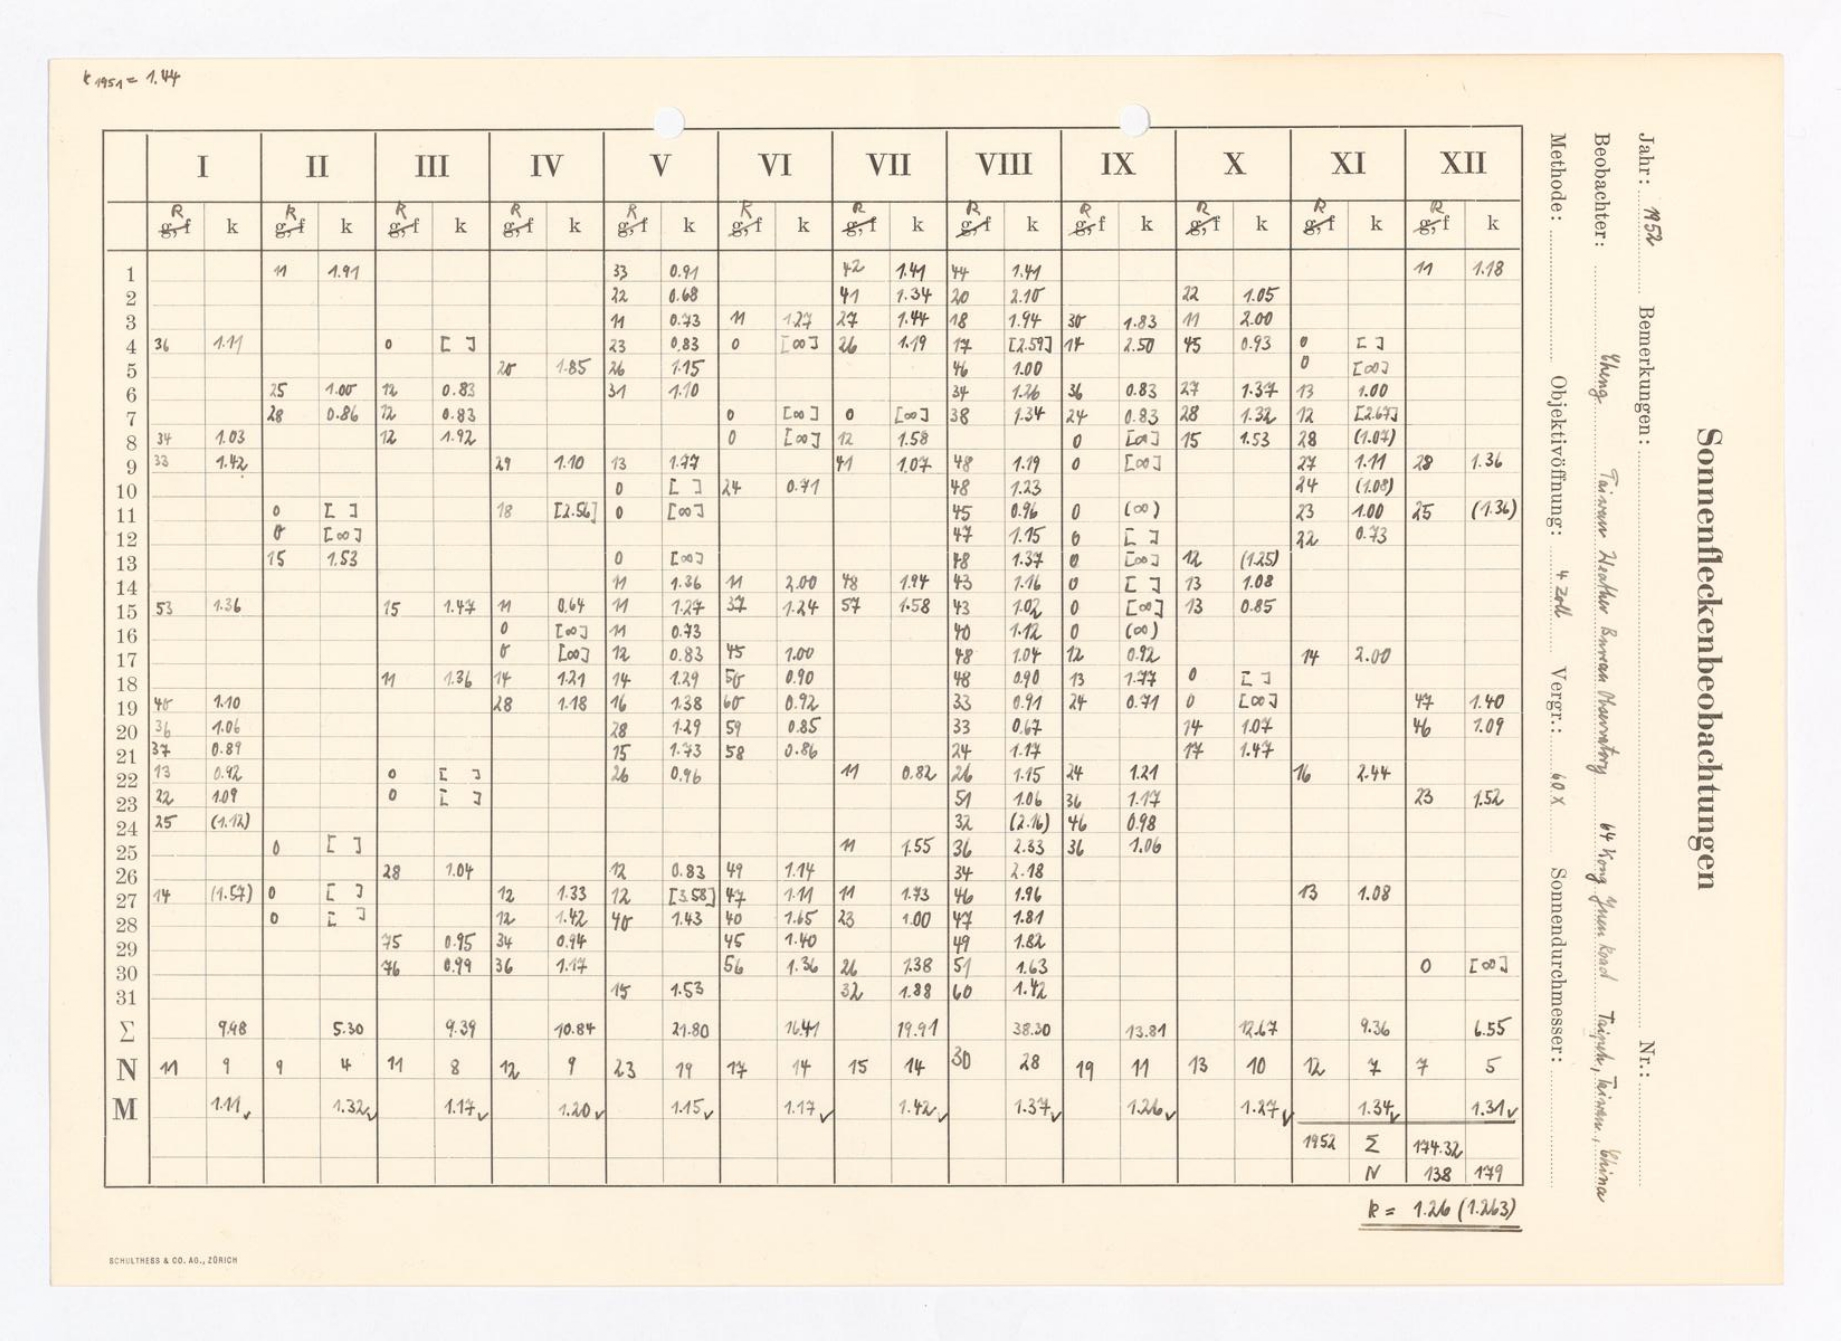 k 1951 = 1.44
I II III IV V VI VII VIII IX X XI XII
R R R R R R R R R R R R
g, f k g, f k g, f k g, f k g, f k g, f k g, f k g, f k g, f k g, f k g, f k g, f k
1 11 1.91 33 0.91 42 1.41 44 1.41 11 1.18
2 22 0.68 41 1.34 20 2.10 22 1.05
3 11 0.73 11 1.27 27 1.44 18 1.94 30 1.83 11 2.00
4 36 1.11 0 [ ] 23 0.83 0 [∞] 26 1.19 17 [2.59] 14 2.50 45 0.93 0 [ ]
5 20 1.85 26 1.15 46 1.00 0 [∞]
6 25 1.00 12 0.83 31 1.10 34 1.26 36 0.83 27 1.37 13 1.00
7 28 0.86 12 0.83 0 [∞] 0 [∞] 38 1.34 24 0.83 28 1.32 12 [2.67]
8 34 1.03 12 1.92 0 [∞] 12 1.58 0 [∞] 15 1.53 28 (1.07)
9 33 1.42 29 1.10 13 1.77 41 1.07 48 1.19 0 [∞] 27 1.11 28 1.36
10 0 [ ] 24 0.71 48 1.23 24 (1.08)
11 0 [ ] 18 [2.56] 0 [∞] 45 0.96 0 (∞) 23 1.00 25 (1.36)
12 0 [∞] 47 1.15 0 [ ] 22 0.73
13 15 1.53 0 [∞] 48 1.37 0 [∞] 12 (1.25)
14 11 1.36 11 2.00 48 1.94 43 1.16 0 [ ] 13 1.08
15 53 1.36 15 1.47 11 0.64 11 1.27 37 1.24 57 1.58 43 1.02 0 [∞] 13 0.85
16 0 [∞] 11 0.73 40 1.12 0 (∞)
17 0 [∞] 12 0.83 45 1.00 48 1.04 12 0.92 14 2.00
18 11 1.36 14 1.21 14 1.29 50 0.90 48 0.90 13 1.77 0 [ ]
19 40 1.10 28 1.18 16 1.38 60 0.92 33 0.91 24 0.71 0 [∞] 47 1.40
20 36 1.06 28 1.29 59 0.85 33 0.67 14 1.07 46 1.09
21 37 0.89 15 1.73 58 0.86 24 1.17 17 1.47
22 13 0.92 0 [ ] 26 0.96 11 0.82 26 1.15 24 1.21 16 2.44
23 22 1.09 0 [ ] 51 1.06 36 1.17 23 1.52
24 25 (1.12) 32 (2.16) 46 0.98
25 0 [ ] 11 1.55 36 2.33 36 1.06
26 28 1.04 12 0.83 49 1.14 34 2.18
27 14 (1.57) 0 [ ] 12 1.33 12 [3.58] 47 1.11 11 1.73 46 1.96 13 1.08
28 0 [ ] 12 1.42 40 1.43 40 1.65 23 1.00 47 1.81
29 75 0.95 34 0.94 45 1.40 49 1.82
30 76 0.99 36 1.17 56 1.36 26 1.38 51 1.63 0 [∞]
31 15 1.53 32 1.88 60 1.42
Σ 9.98 5.30 9.39 10.84 21.80 16.41 19.91 38.30 13.81 12.67 9.36 6.55
N 11 9 9 4 11 8 12 9 23 19 17 14 15 14 30 28 19 11 13 10 12 7 7 5
M 1.11✓ 1.32✓ 1.17✓ 1.20✓ 1.15✓ 1.17✓ 1.42✓ 1.37✓ 1.26✓ 1.27✓ 1.34✓ 1.31✓
1952 Σ 174.32
N 138 179
k = 1.26 (1.263)
SCHULTHESS & CO. AG., ZÜRICH
Sonnenfleckenbeobachtungen
Jahr: 1952 Bemerkungen: Nr.:
Beobachter: Cheng Taiwan Weather Bureau Observatory 64 Kong Yuen Road Taipeh, Taiwan, China
Methode: Objektivöffnung: 4 Zoll Vergr.: 60 X Sonnendurchmesser: